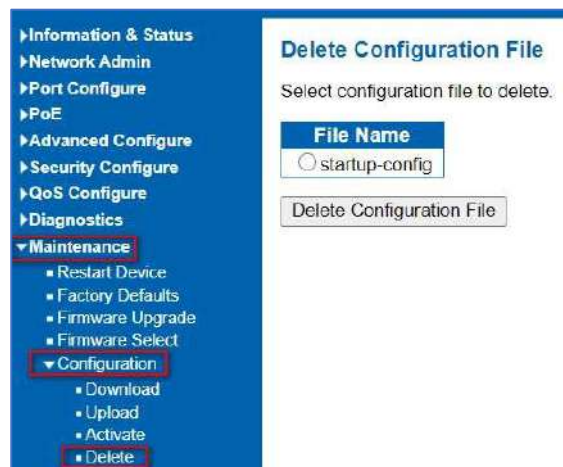 Information & Status
Network Admin
Port Configure
PoE
Advanced Configure
Security Configure
QoS Configure
Diagnostics
Maintenance
Restart Device
Factory Defaults
Firmware Upgrade
Firmware Select
Configuration
Download
Upload
Activate
Delete
Delete Configuration File
Select configuration file to delete.
File Name
startup-config
Delete Configuration File